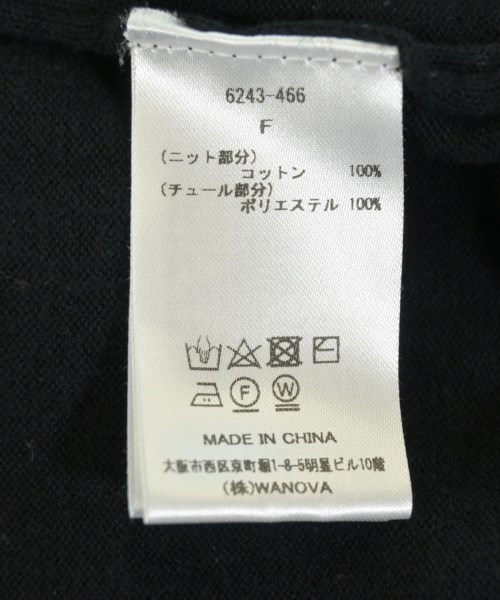 6243-466
F
(ニット部分)
コットン 100%
(チュール部分)
ポリエステル 100%
F W
MADE IN CHINA
大阪市西区京町堀1-8-5明星ビル10階
(株)WANOVA